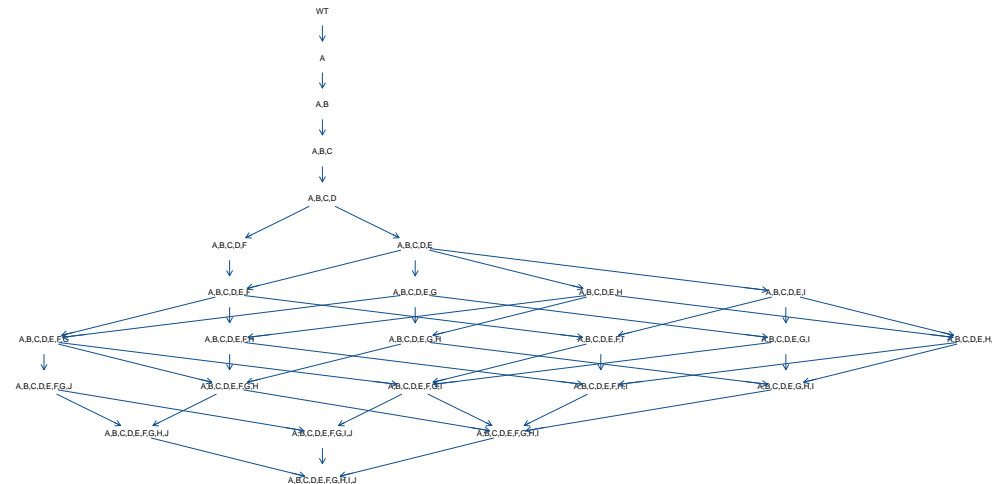 WT
A
A,B
A,B,C
A,B,C,D
A,B,C,D,F
A,B,C,D,E
A,B,C,D,E,F
A,B,C,D,E,G
A,B,C,D,E,H
A,B,C,D,E,I
A,B,C,D,E,F,G
A,B,C,D,E,F,H
A,B,C,D,E,G,H
A,B,C,D,E,F,I
A,B,C,D,E,G,I
A,B,C,D,E,H,
A,B,C,D,E,F,G,J
A,B,C,D,E,F,G,H
A,B,C,D,E,F,G,I
A,B,C,D,E,F,H,I
A,B,C,D,E,G,H,I
A,B,C,D,E,F,G,H,J
A,B,C,D,E,F,G,I,J
A,B,C,D,E,F,G,H,I
A,B,C,D,E,F,G,H,I,J